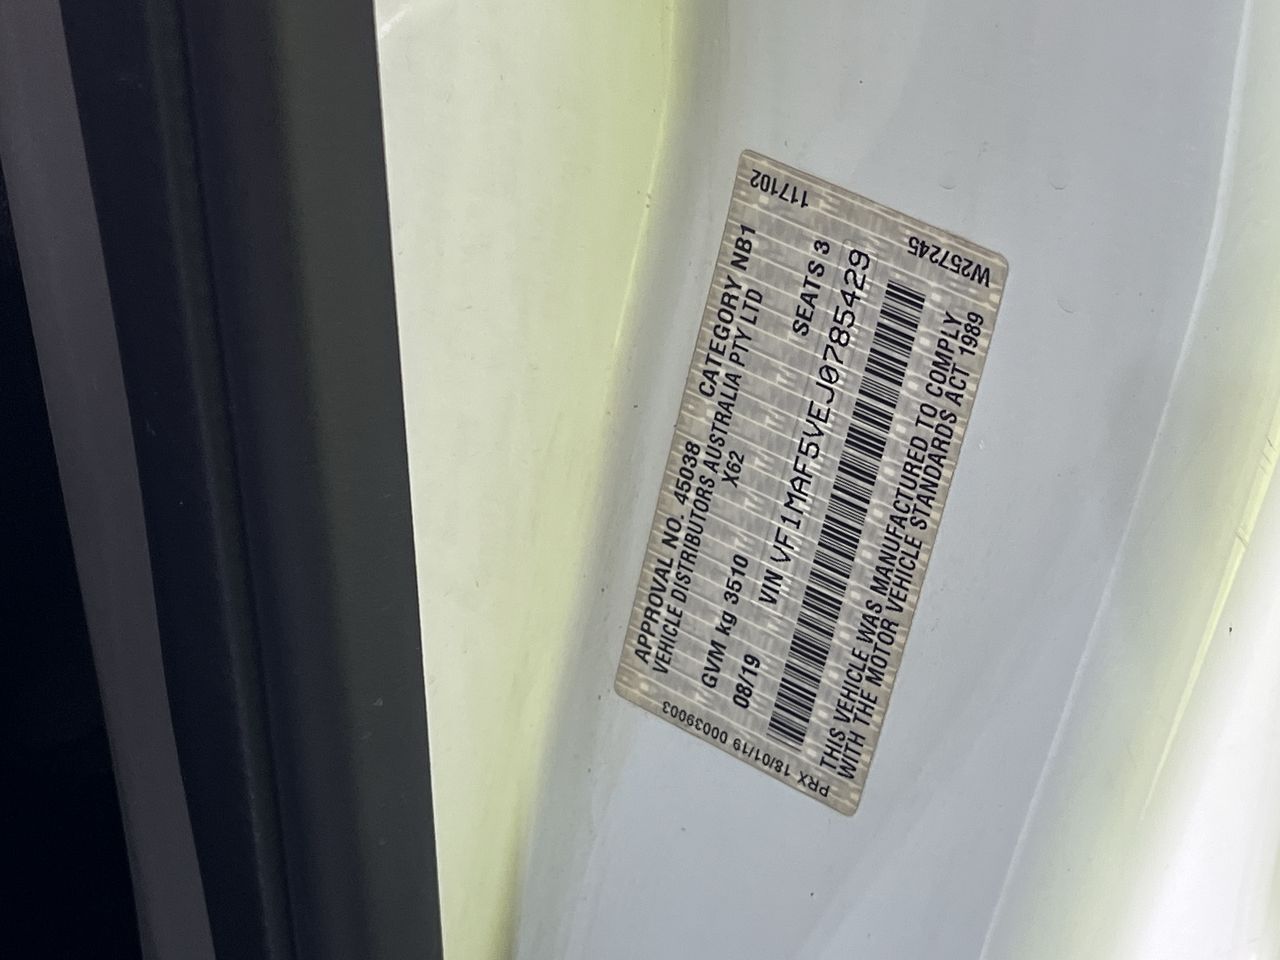 APPROVAL NO. 45038 CATEGORY NB1
VEHICLE DISTRIBUTORS AUSTRALIA PTY LTD
X62
GVM kg 3510 SEATS 3
08/19 VIN VF1MAF5VEJ0785429
THIS VEHICLE WAS MANUFACTURED TO COMPLY
WITH THE MOTOR VEHICLE STANDARDS ACT 1989
PRX 18/01/19 00039003
117102
W257245